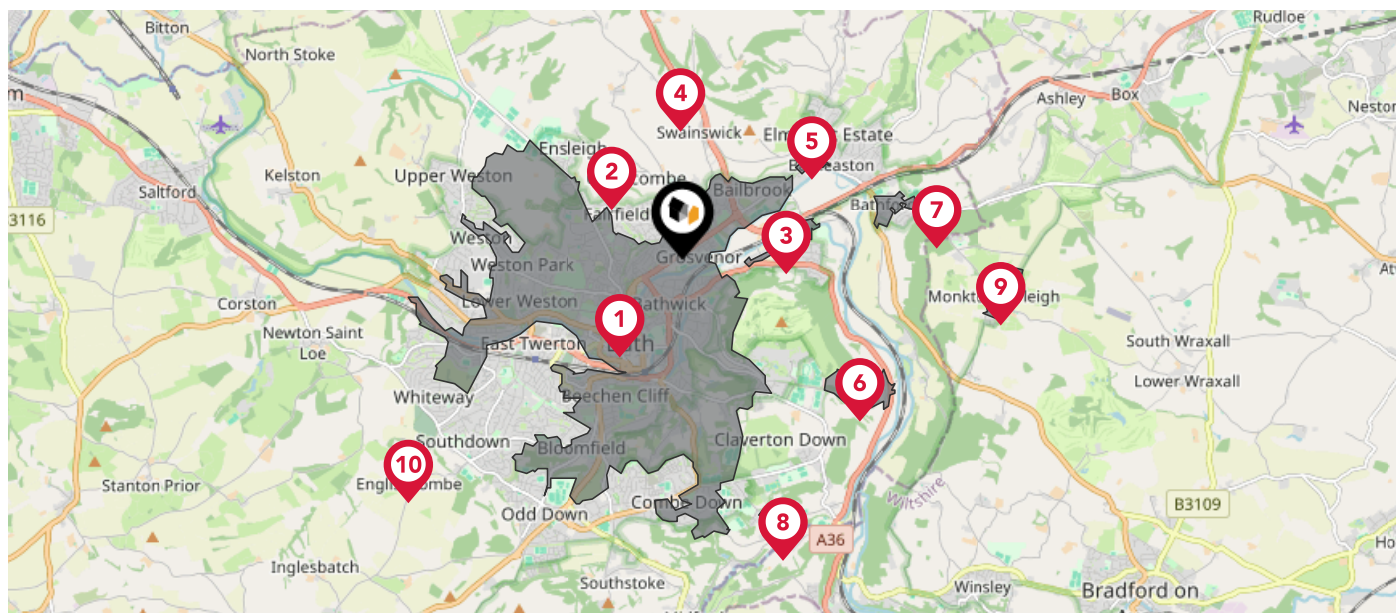 Bitton
Rudloe
North Stoke
m
4
Ashley
Box
Neston
Swainswick
Elm
Estate
5
Ensleigh
Upper Weston
2
combe
Bailbrook
Kelston
Saltford
3116
Fairfield
7
3
Weston
Weston Park
Grosvenor
Corston
Lower Weston
Bathwick
9
Monkt
leigh
1
Newton Saint
Loe
East Twerton
Bath
South Wraxall
Lower Wraxall
6
Whiteway
Beechen Cliff
Southdown
Bloomfield
Claverton Down
10
Stanton Prior
Combe Down
Odd Down
8
Wiltshire
B3109
A36
Inglesbatch
Southstoke
Winsley
Bradford on